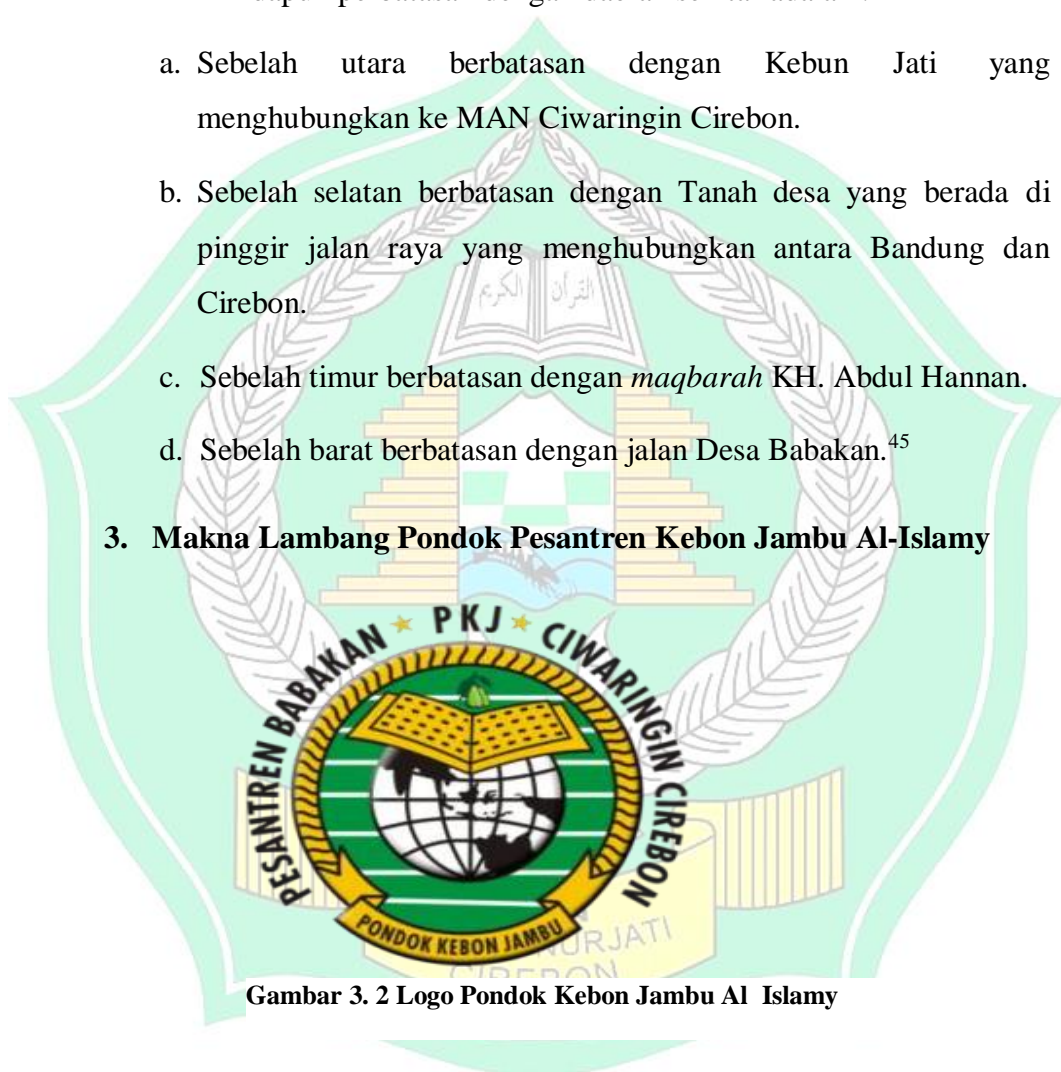 a. Sebelah utara berbatasan dengan Kebun Jati yang
menghubungkan ke MAN Ciwaringin Cirebon.
b. Sebelah selatan berbatasan dengan Tanah desa yang berada di
pinggir jalan raya yang menghubungkan antara Bandung dan
Cirebon.
القرآن الكريم
c. Sebelah timur berbatasan dengan maqbarah KH. Abdul Hannan.
d. Sebelah barat berbatasan dengan jalan Desa Babakan.45
3. Makna Lambang Pondok Pesantren Kebon Jambu Al-Islamy
PESANTREN BABAKAN * PKJ * CIWARINGIN CIREBON
PONDOK KEBON JAMBU
CIREBON
Gambar 3. 2 Logo Pondok Kebon Jambu Al Islamy